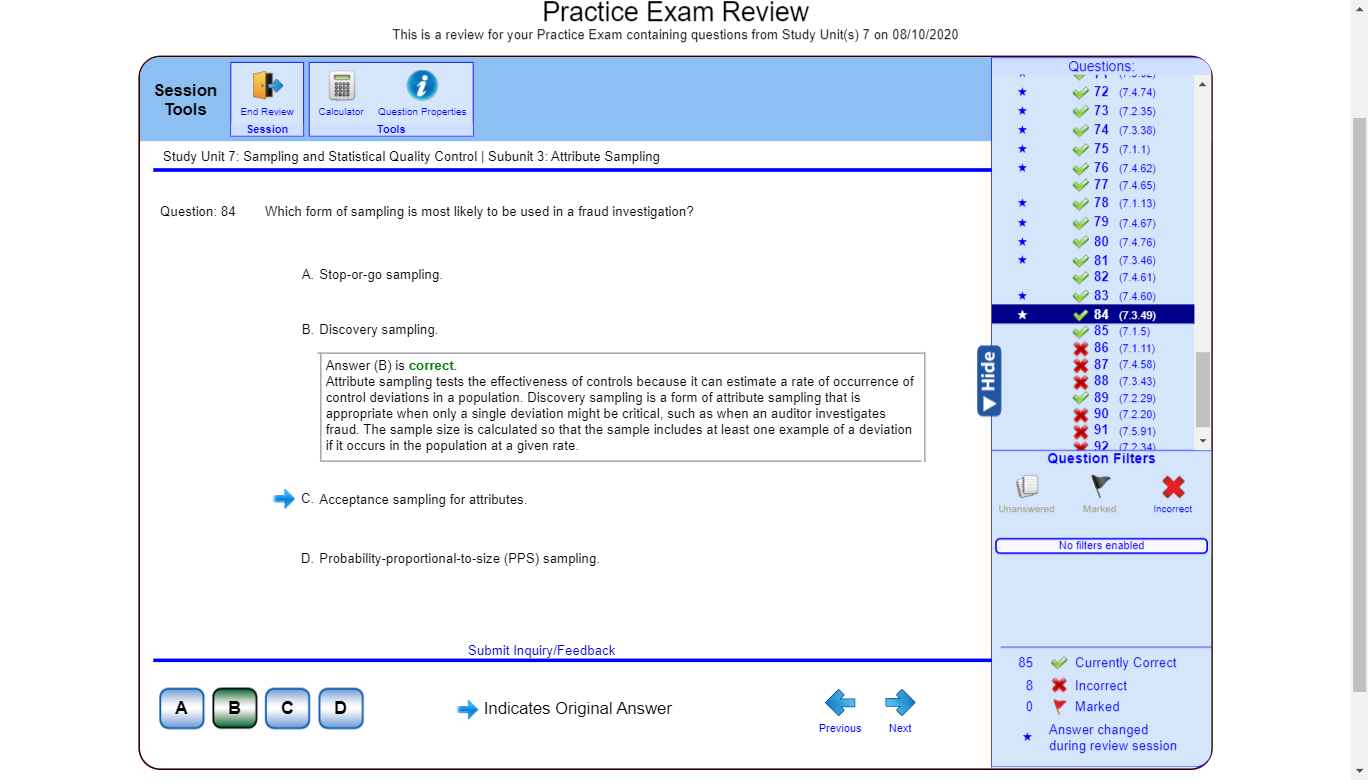 Practice Exam Review
This is a review for your Practice Exam containing questions from Study Unit(s) 7 on 08/10/2020
Session
Tools
End Review
Session
Calculator
Question Properties
Tools
Study Unit 7: Sampling and Statistical Quality Control | Subunit 3: Attribute Sampling
Question: 84
Which form of sampling is most likely to be used in a fraud investigation?
A. Stop-or-go sampling.
B. Discovery sampling.
Answer (B) is correct.
Attribute sampling tests the effectiveness of controls because it can estimate a rate of occurrence of
control deviations in a population. Discovery sampling is a form of attribute sampling that is
appropriate when only a single deviation might be critical, such as when an auditor investigates
fraud. The sample size is calculated so that the sample includes at least one example of a deviation
if it occurs in the population at a given rate.
C. Acceptance sampling for attributes.
D. Probability-proportional-to-size (PPS) sampling.
Submit Inquiry/Feedback
A
B
C
D
Indicates Original Answer
Previous
Next
Hide
Questions:
72 (7.4.74)
73 (7.2.35)
74 (7.3.38)
75 (7.1.1)
76 (7.4.62)
77 (7.4.65)
78 (7.1.13)
79 (7.4.67)
80 (7.4.76)
81 (7.3.46)
82 (7.4.61)
83 (7.4.60)
84 (7.3.49)
85 (7.1.5)
86 (7.1.11)
87 (7.4.58)
88 (7.3.43)
89 (7.2.29)
90 (7.2.20)
91 (7.5.91)
92 (7.2.34)
Question Filters
Unanswered
Marked
Incorrect
No filters enabled
85 Currently Correct
8 Incorrect
0 Marked
Answer changed
during review session